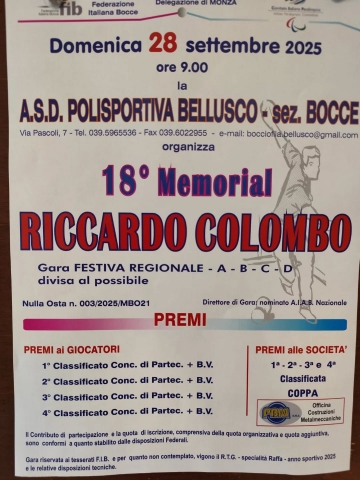 fib Federazione
Italiana Bocce
Delegazione di MONZA
Domenica 28 settembre 2025
ore 9.00
la
A.S.D. POLISPORTIVA BELLUSCO - sez. BOCCE
Via Pascoli, 7 - Tel. 039.5965536 - Fax 039.6022955 - e-mail: bocciofila.bellusco@gmail.com
organizza
18° Memorial
RICCARDO COLOMBO
Gara FESTIVA REGIONALE - A - B - C - D
divisa al possibile
Nulla Osta n. 003/2025/MBO21
Direttore di Gara: nominato A.I.A.B. Nazionale
PREMI
PREMI ai GIOCATORI
1° Classificato Conc. di Partec. + B.V.
2° Classificato Conc. di Partec. + B.V.
3° Classificato Conc. di Partec. + B.V.
4° Classificato Conc. di Partec. + B.V.
PREMI alle SOCIETA'
1ª - 2ª - 3ª e 4ª
Classificata
COPPA
Officina
Costruzioni
Metalmeccaniche
Il Contributo di partecipazione e la quota di iscrizione, comprensiva della quota organizzativa e quota aggiuntiva,
sono conformi a quanto stabilito dalle disposizioni Federali.
Gara riservata ai tesserati F.I.B. e per quanto non contemplato, vigono il R.T.G. - specialità Raffa - anno sportivo 2025
e le relative disposizioni tecniche.